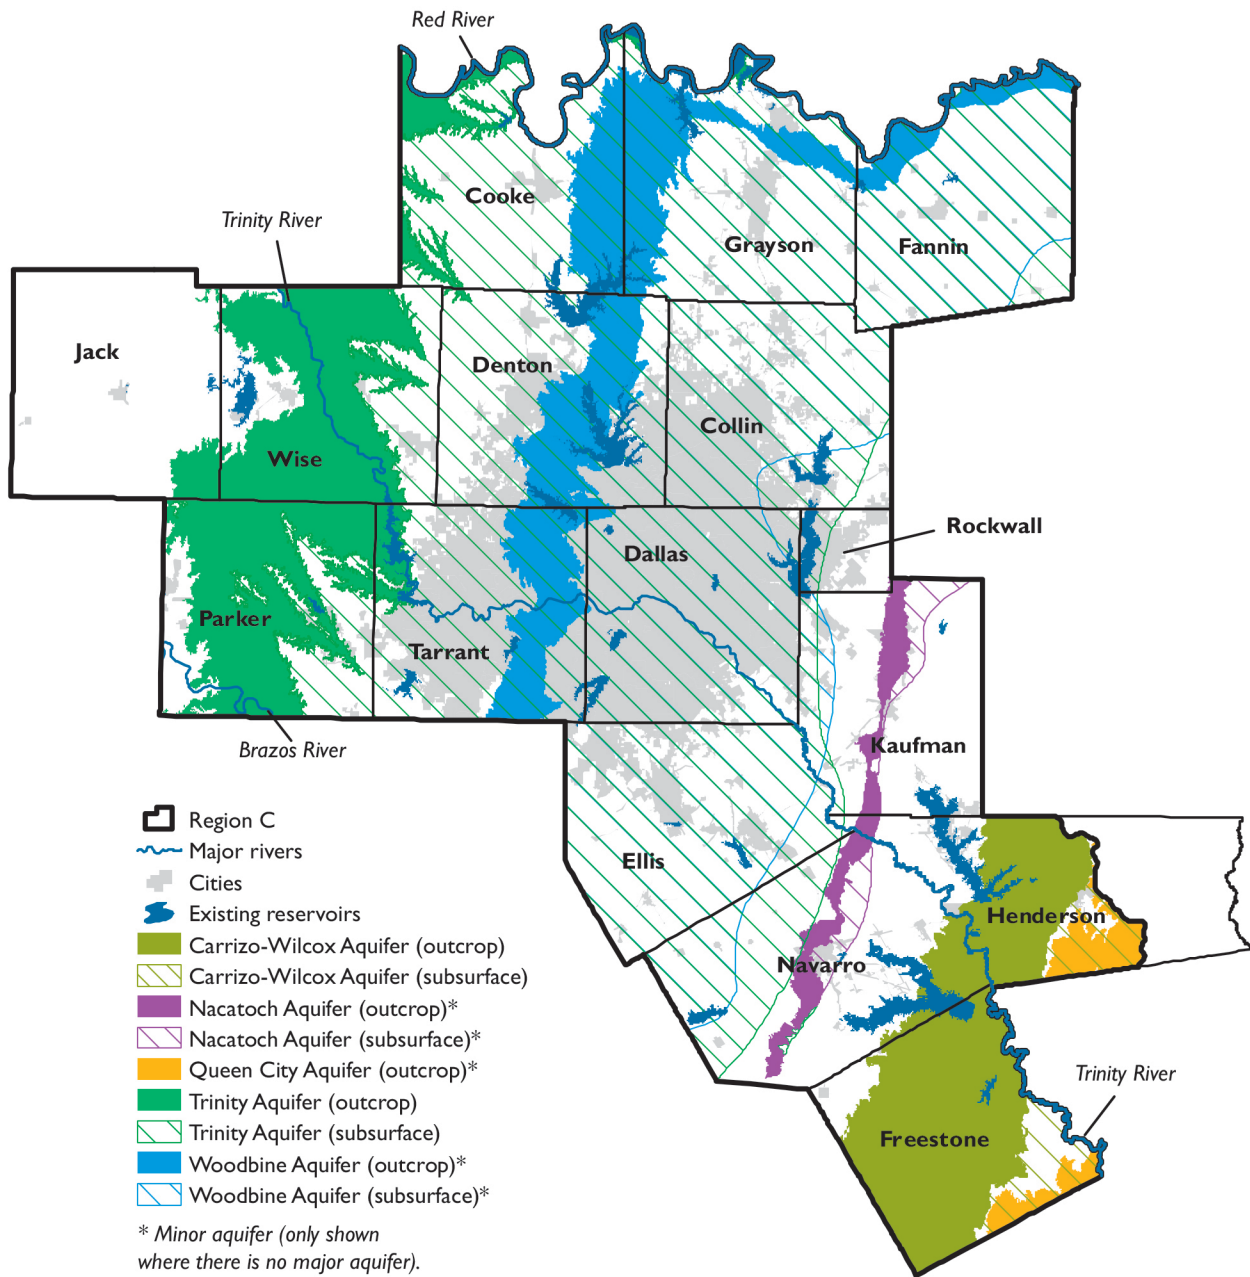 Red River
Cooke
Trinity River
Grayson
Fannin
Jack
Denton
Collin
Wise
Rockwall
Dallas
Parker
Tarrant
Brazos River
Kaufman
Region C
Major rivers
Ellis
Cities
Existing reservoirs
Henderson
Carrizo-Wilcox Aquifer (outcrop)
Navarro
Carrizo-Wilcox Aquifer (subsurface)
Nacatoch Aquifer (outcrop)*
Nacatoch Aquifer (subsurface)*
Queen City Aquifer (outcrop)*
Trinity River
Trinity Aquifer (outcrop)
Trinity Aquifer (subsurface)
Freestone
Woodbine Aquifer (outcrop)*
Woodbine Aquifer (subsurface)*
* Minor aquifer (only shown
where there is no major aquifer).